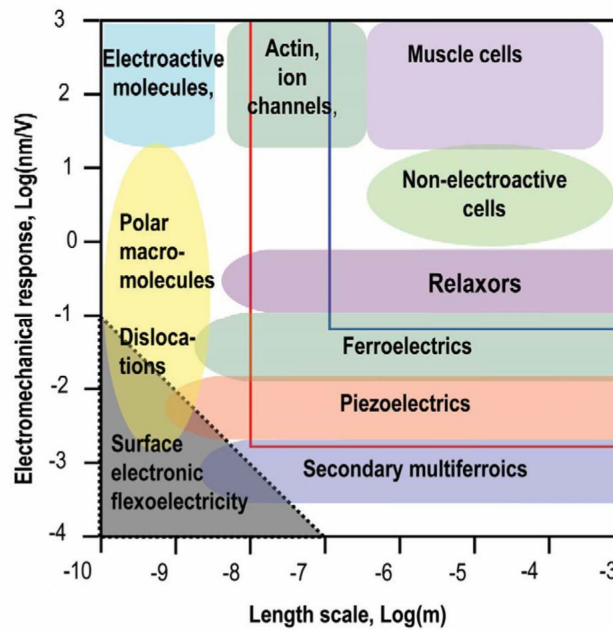 3
2
1
0
-1
-2
-3
-4
Electromechanical response, Log(nm/V)
Electroactive
molecules,
Actin,
ion
channels,
Muscle cells
Non-electroactive
cells
Polar
macro-
molecules
Relaxors
Disloca-
tions
Ferroelectrics
Piezoelectrics
Surface
electronic
flexoelectricity
Secondary multiferroics
-10 -9 -8 -7 -6 -5 -4 -3
Length scale, Log(m)